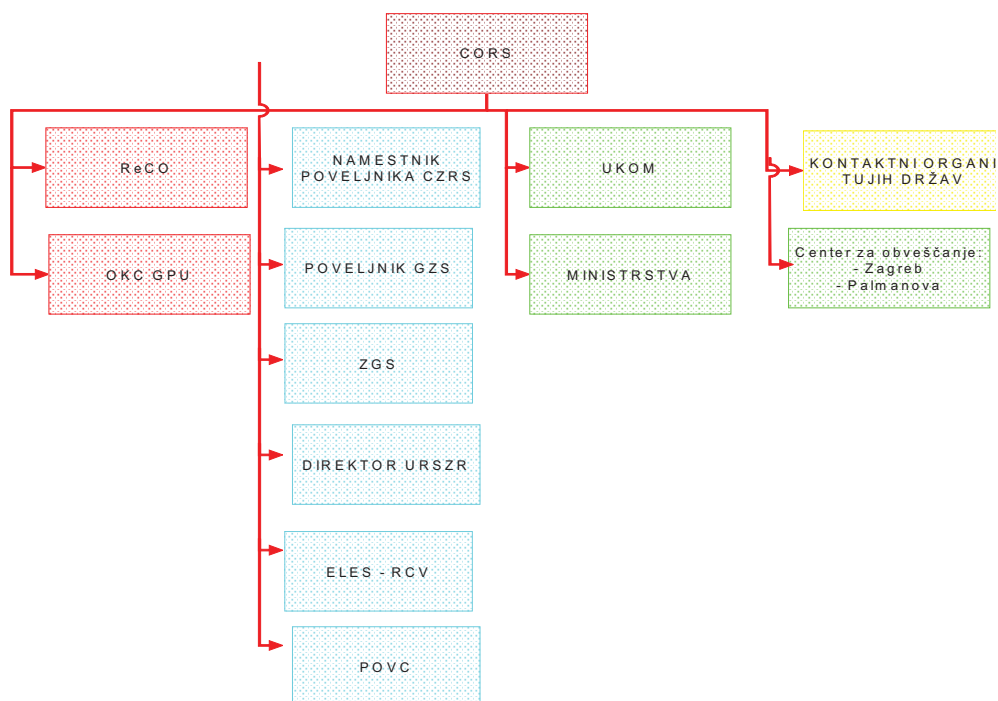 CORS
ReCO
NAMESTNIK
POVELJNIKA CZRS
UKOM
KONTAKTNI ORGANI
TUJIH DRŽAV
OKC GPU
POVELJNIK GZS
MINISTRSTVA
Center za obveščanje:
- Zagreb
- Palmanova
ZGS
DIREKTOR URSZR
ELES - RCV
POVC